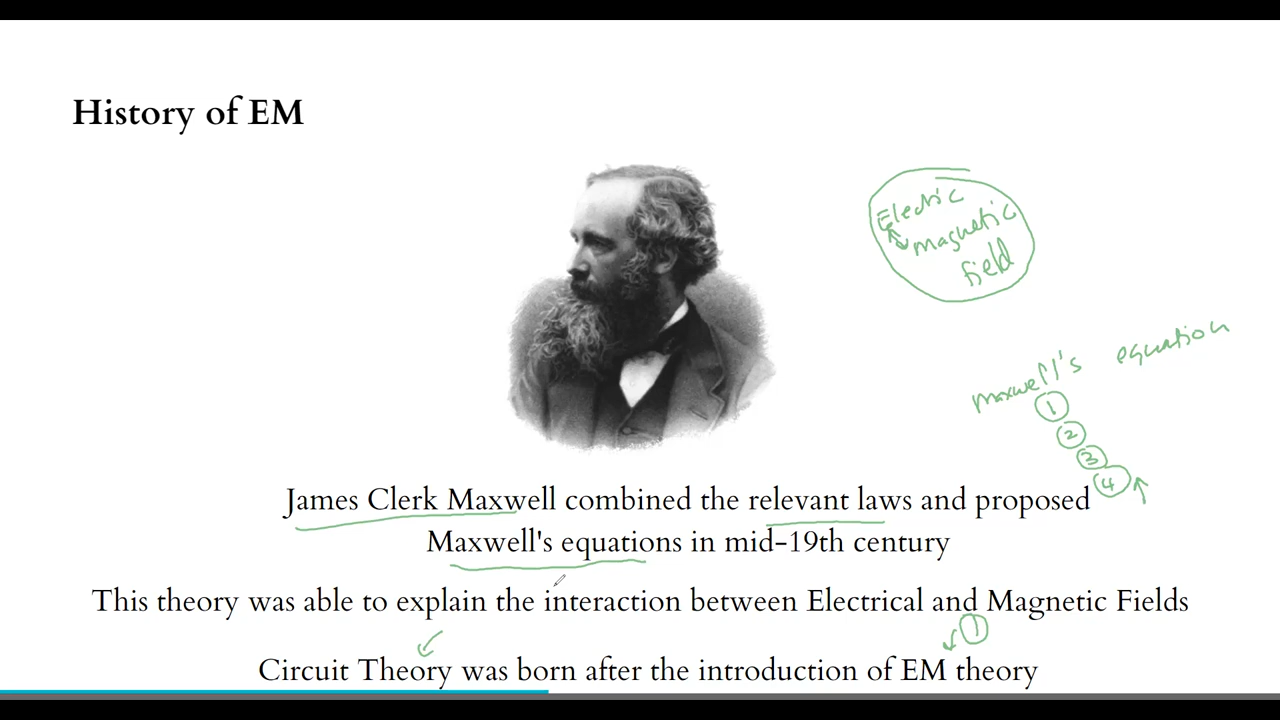 History of EM
Electric
magnetic
field
Maxwell's equation
1
2
3
4
James Clerk Maxwell combined the relevant laws and proposed
Maxwell's equations in mid-19th century
This theory was able to explain the interaction between Electrical and Magnetic Fields
1
Circuit Theory was born after the introduction of EM theory